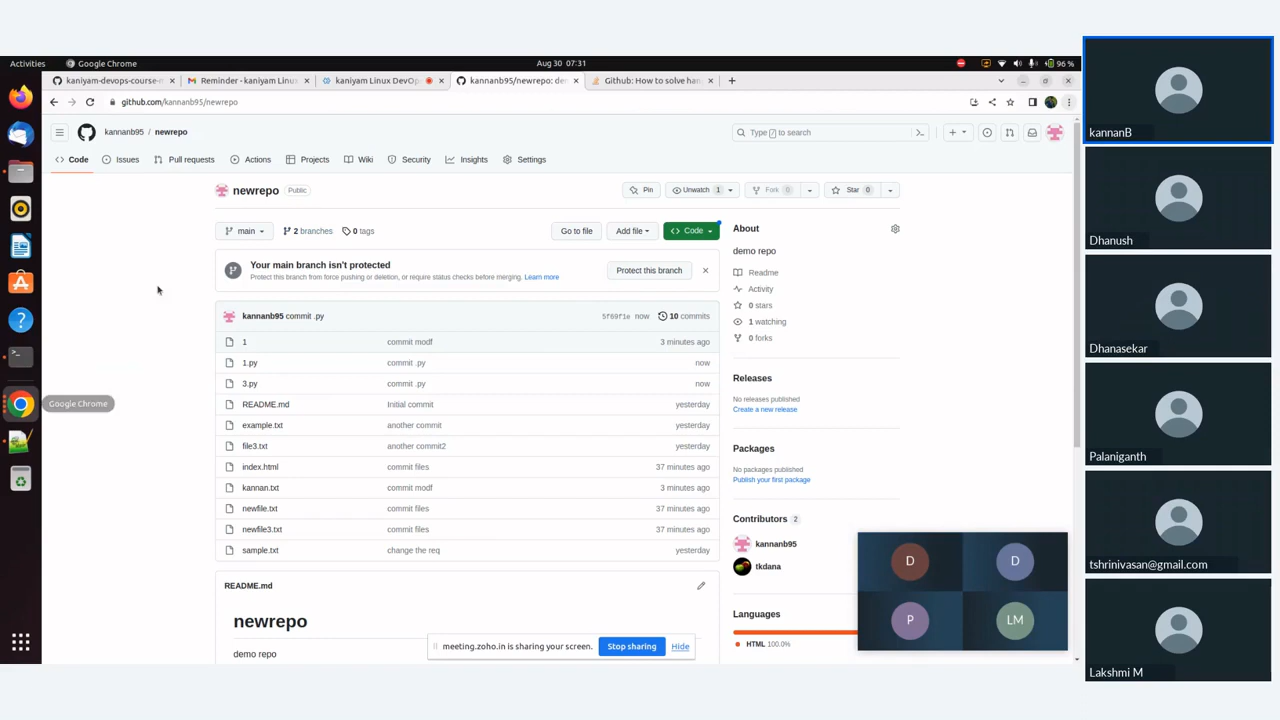 Activities
Google Chrome
Aug 30 07:31
96 %
kaniyam-devops-course-n
Reminder - kaniyam Linux
kaniyam Linux DevOp
kannanb95/newrepo: de
Github: How to solve han
github.com/kannanb95/newrepo
kannanb95 / newrepo
Type / to search
Code
Issues
Pull requests
Actions
Projects
Wiki
Security
Insights
Settings
newrepo Public
Pin
Unwatch 1
Fork 0
Star 0
main
2 branches
0 tags
Go to file
Add file
Code
Your main branch isn't protected
Protect this branch from force pushing or deletion, or require status checks before merging. Learn more
Protect this branch
kannanb95 commit .py 5f69f1e now 10 commits
1 commit modf 3 minutes ago
1.py commit .py now
3.py commit .py now
README.md Initial commit yesterday
example.txt another commit yesterday
file3.txt another commit2 yesterday
index.html commit files 37 minutes ago
kannan.txt commit modf 3 minutes ago
newfile.txt commit files 37 minutes ago
newfile3.txt commit files 37 minutes ago
sample.txt change the req yesterday
README.md
newrepo
demo repo
About
demo repo
Readme
Activity
0 stars
1 watching
0 forks
Releases
No releases published
Create a new release
Packages
No packages published
Publish your first package
Contributors 2
kannanb95
tkdana
Languages
HTML 100.0%
Google Chrome
meeting.zoho.in is sharing your screen.
Stop sharing
Hide
D
D
P
LM
kannanB
Dhanush
Dhanasekar
Palaniganth
tshrinivasan@gmail.com
Lakshmi M